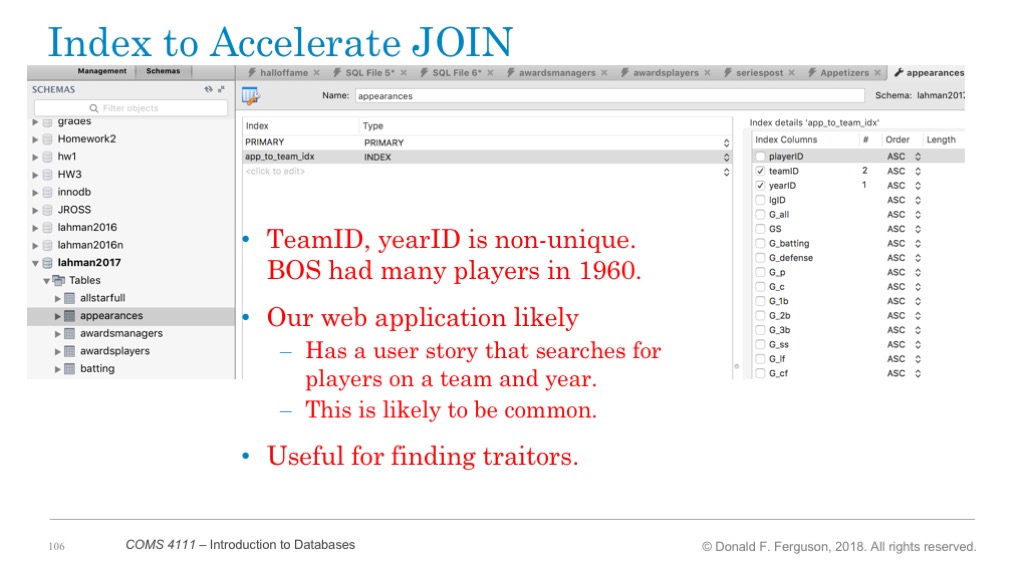 Index to Accelerate JOIN
Management Schemas
halloffame SQL File 5* SQL File 6* awardsmanagers awardsplayers seriespost Appetizers appearances
SCHEMAS
Filter objects
Name: appearances Schema: lahman2017
grades
Homework2
hw1
HW3
innodb
JROSS
lahman2016
lahman2016n
lahman2017
Tables
allstarfull
appearances
awardsmanagers
awardsplayers
batting
Index Type
PRIMARY PRIMARY
app_to_team_idx INDEX
<click to edit>
Index details 'app_to_team_idx'
Index Columns # Order Length
playerID ASC
teamID 2 ASC
yearID 1 ASC
lgID ASC
G_all ASC
GS ASC
G_batting ASC
G_defense ASC
G_p ASC
G_c ASC
G_1b ASC
G_2b ASC
G_3b ASC
G_ss ASC
G_lf ASC
G_cf ASC
• TeamID, yearID is non-unique.
BOS had many players in 1960.
• Our web application likely
– Has a user story that searches for
players on a team and year.
– This is likely to be common.
• Useful for finding traitors.
106 COMS 4111 – Introduction to Databases © Donald F. Ferguson, 2018. All rights reserved.